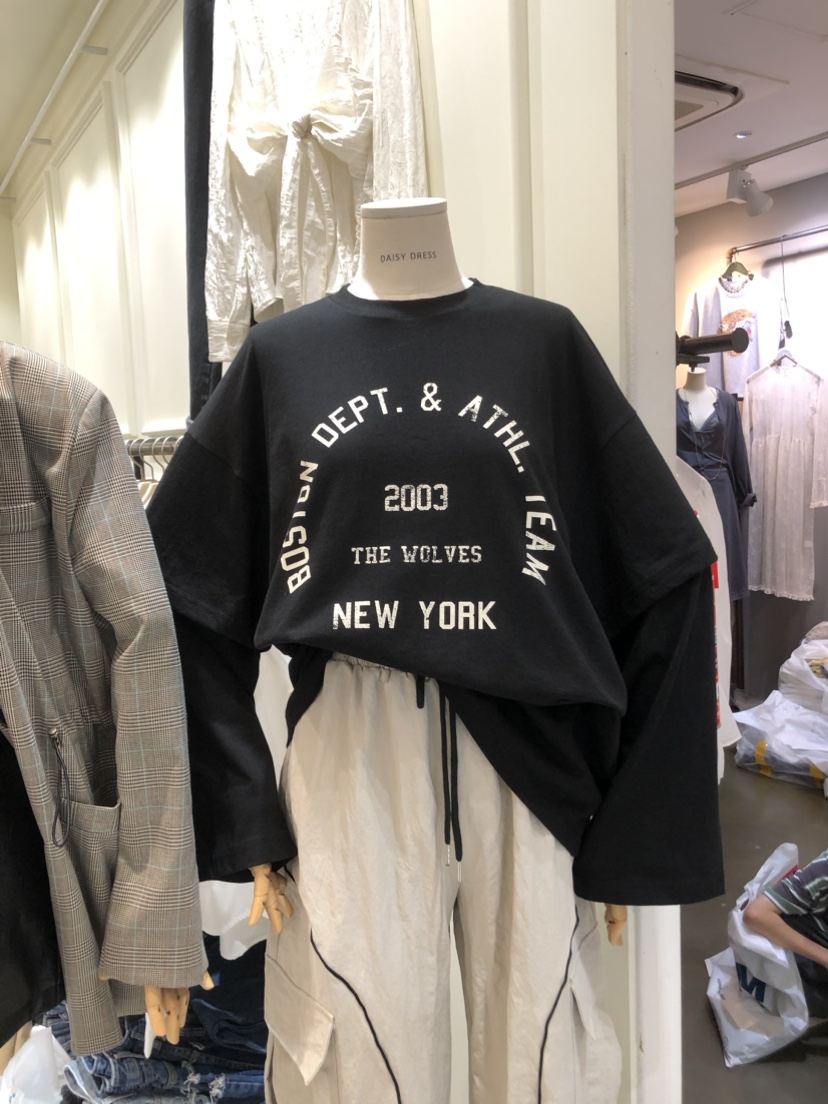 DAISY DRESS
BOSTON DEPT. & ATHL. TEAM
2003
THE WOLVES
NEW YORK
M